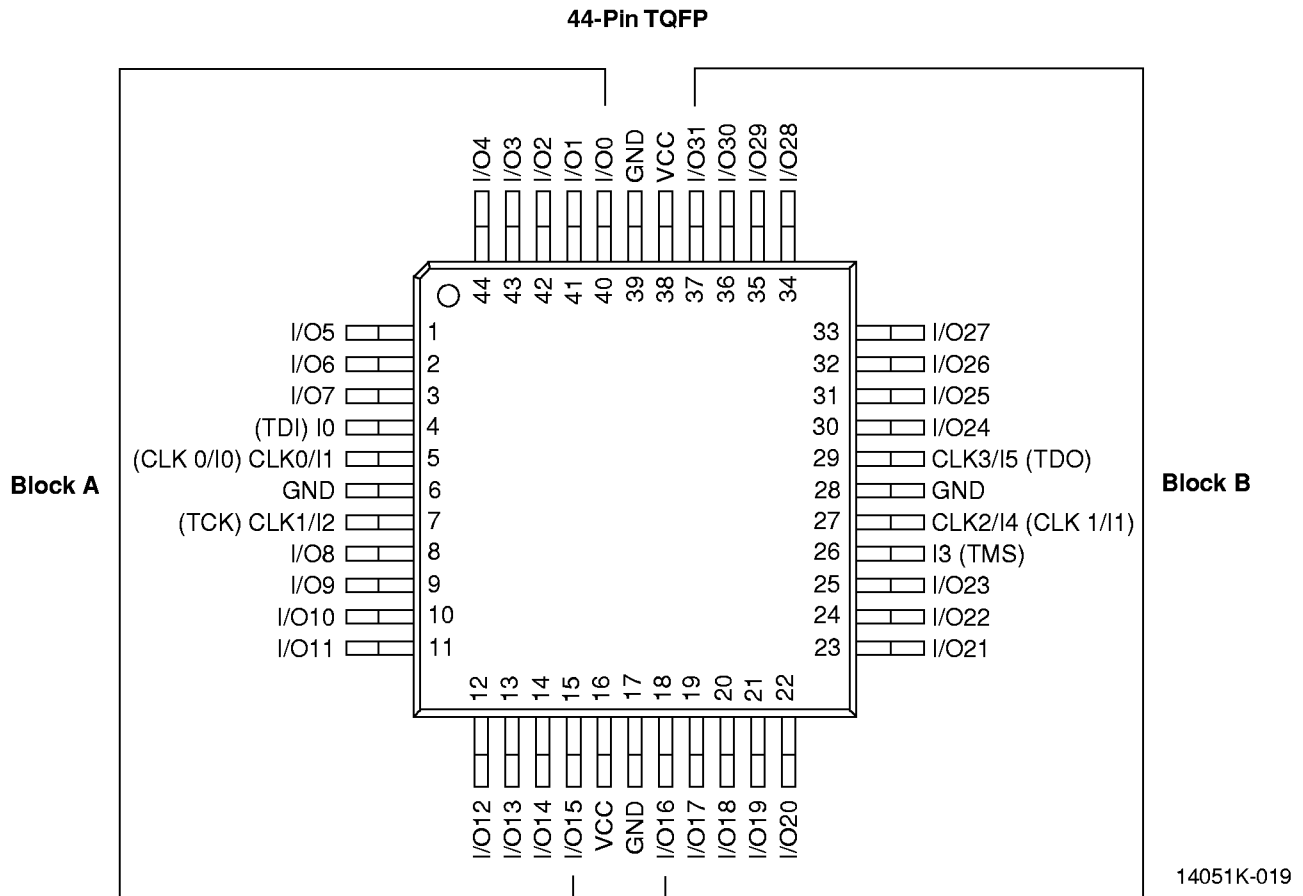 44-Pin TQFP
I/O4
I/O3
I/O2
I/O1
I/O0
GND
VCC
I/O31
I/O30
I/O29
I/O28
44
43
42
41
40
39
38
37
36
35
34
I/O5 1
I/O6 2
I/O7 3
(TDI) I0 4
(CLK 0/I0) CLK0/I1 5
GND 6
(TCK) CLK1/I2 7
I/O8 8
I/O9 9
I/O10 10
I/O11 11
Block A
33 I/O27
32 I/O26
31 I/O25
30 I/O24
29 CLK3/I5 (TDO)
28 GND
27 CLK2/I4 (CLK 1/I1)
26 I3 (TMS)
25 I/O23
24 I/O22
23 I/O21
Block B
12
13
14
15
16
17
18
19
20
21
22
I/O12
I/O13
I/O14
I/O15
VCC
GND
I/O16
I/O17
I/O18
I/O19
I/O20
14051K-019